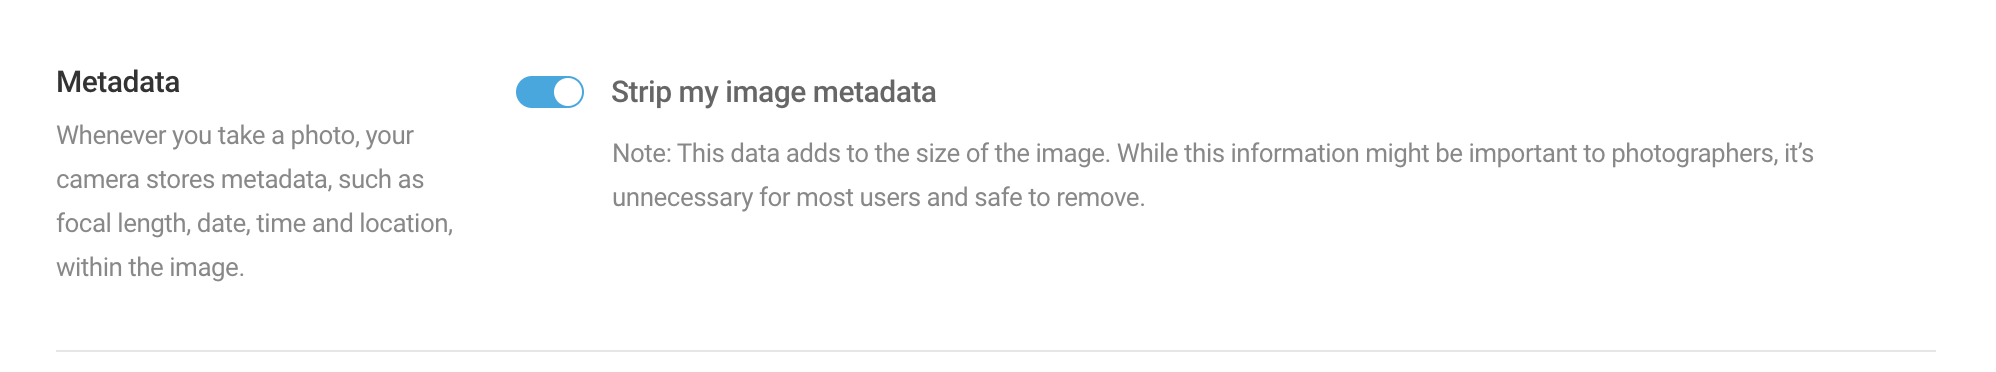 Metadata
Whenever you take a photo, your
camera stores metadata, such as
focal length, date, time and location,
within the image.
Strip my image metadata
Note: This data adds to the size of the image. While this information might be important to photographers, it’s
unnecessary for most users and safe to remove.